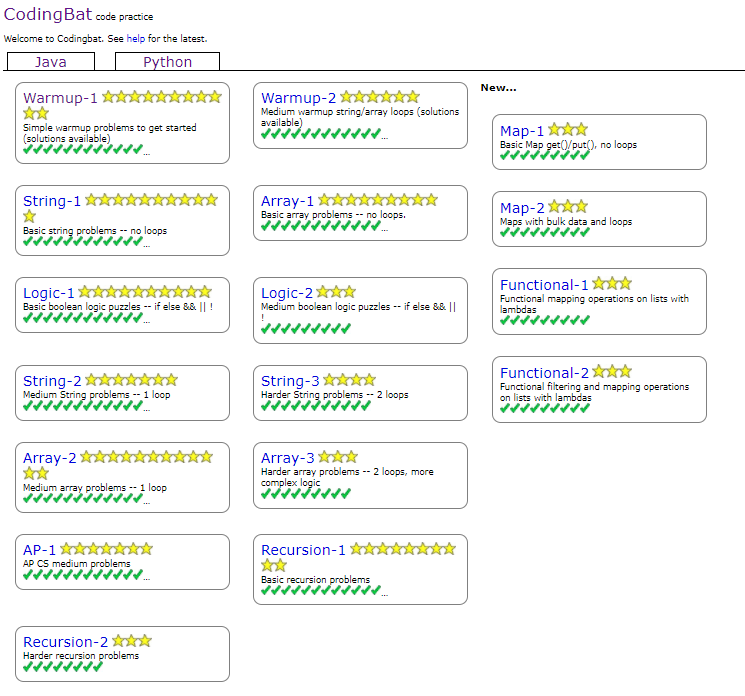 CodingBat code practice
Welcome to Codingbat. See help for the latest.
Java
Python
Warmup-1
Simple warmup problems to get started
(solutions available)
...
Warmup-2
Medium warmup string/array loops (solutions
available)
...
String-1
Basic string problems -- no loops
...
Array-1
Basic array problems -- no loops.
...
Logic-1
Basic boolean logic puzzles -- if else && || !
...
Logic-2
Medium boolean logic puzzles -- if else && ||
!
String-2
Medium String problems -- 1 loop
...
String-3
Harder String problems -- 2 loops
Array-2
Medium array problems -- 1 loop
...
Array-3
Harder array problems -- 2 loops, more
complex logic
AP-1
AP CS medium problems
...
Recursion-1
Basic recursion problems
...
Recursion-2
Harder recursion problems
New...
Map-1
Basic Map get()/put(), no loops
Map-2
Maps with bulk data and loops
Functional-1
Functional mapping operations on lists with
lambdas
Functional-2
Functional filtering and mapping operations
on lists with lambdas